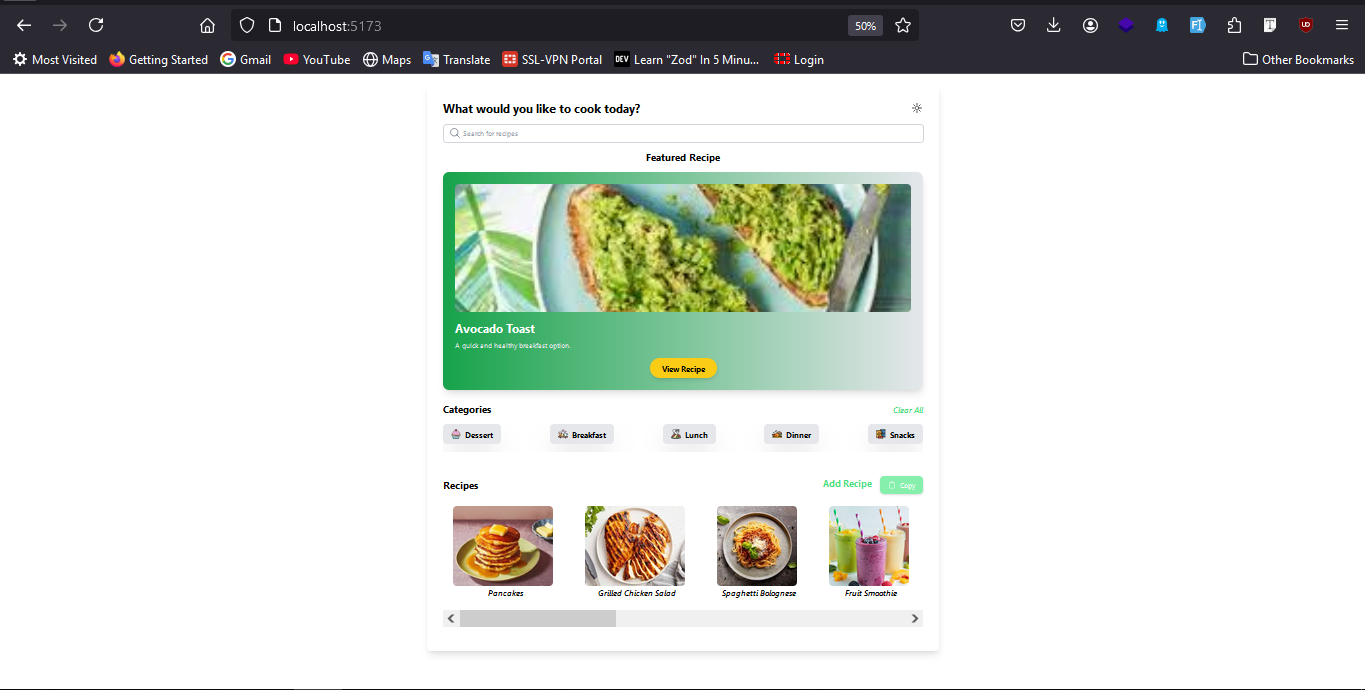 localhost:5173
50%
Most Visited
Getting Started
Gmail
YouTube
Maps
Translate
SSL-VPN Portal
DEV
Learn "Zod" In 5 Minu...
Login
Other Bookmarks
What would you like to cook today?
Search for recipes
Featured Recipe
Avocado Toast
A quick and healthy breakfast option.
View Recipe
Categories
Clear All
Dessert
Breakfast
Lunch
Dinner
Snacks
Recipes
Add Recipe
Copy
Pancakes
Grilled Chicken Salad
Spaghetti Bolognese
Fruit Smoothie